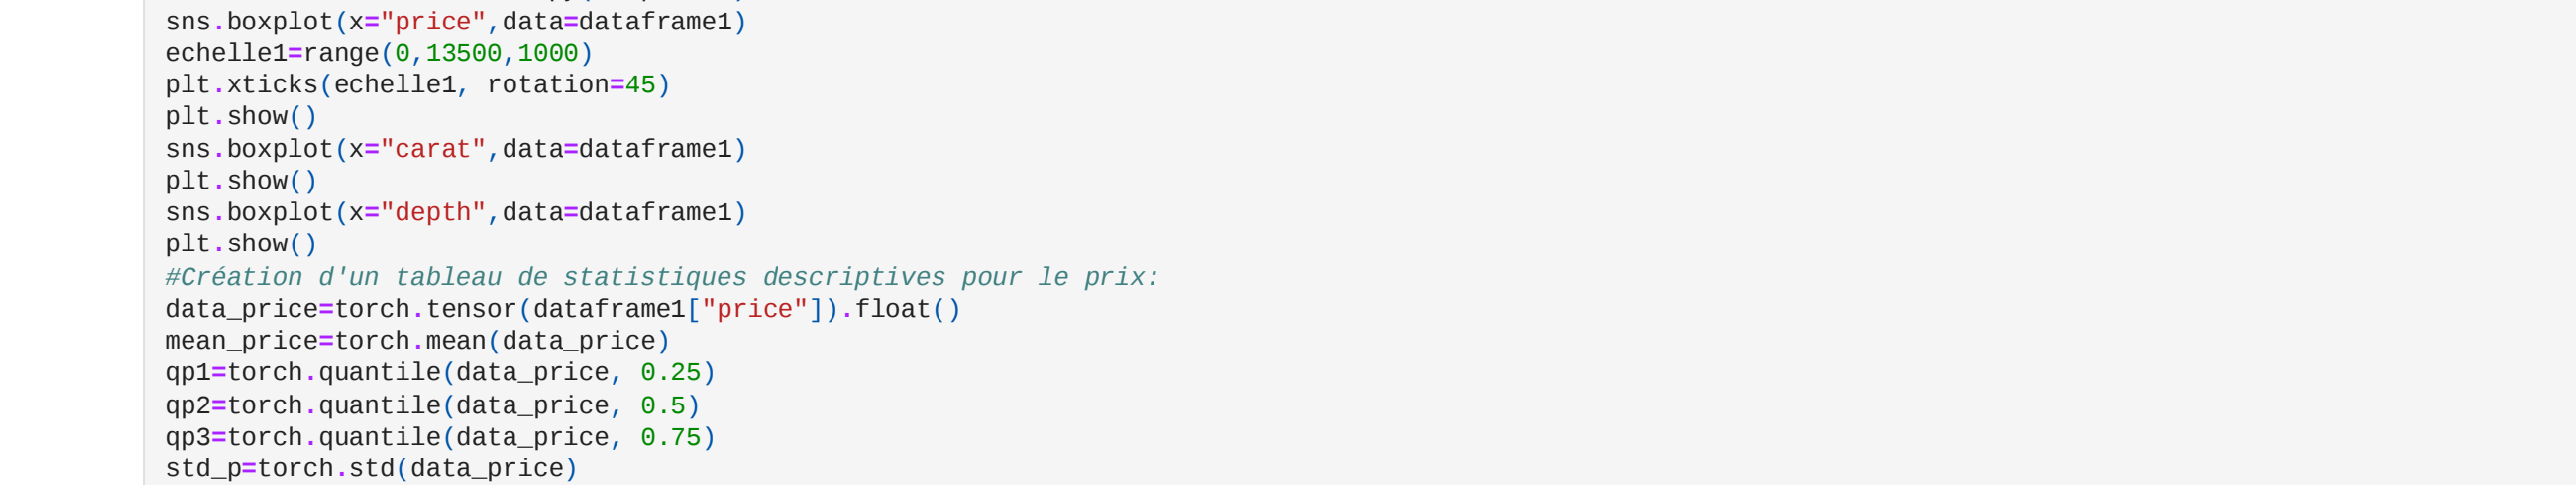 sns.boxplot(x="price",data=dataframe1)
echelle1=range(0,13500,1000)
plt.xticks(echelle1, rotation=45)
plt.show()
sns.boxplot(x="carat",data=dataframe1)
plt.show()
sns.boxplot(x="depth",data=dataframe1)
plt.show()
#Création d'un tableau de statistiques descriptives pour le prix:
data_price=torch.tensor(dataframe1["price"]).float()
mean_price=torch.mean(data_price)
qp1=torch.quantile(data_price, 0.25)
qp2=torch.quantile(data_price, 0.5)
qp3=torch.quantile(data_price, 0.75)
std_p=torch.std(data_price)